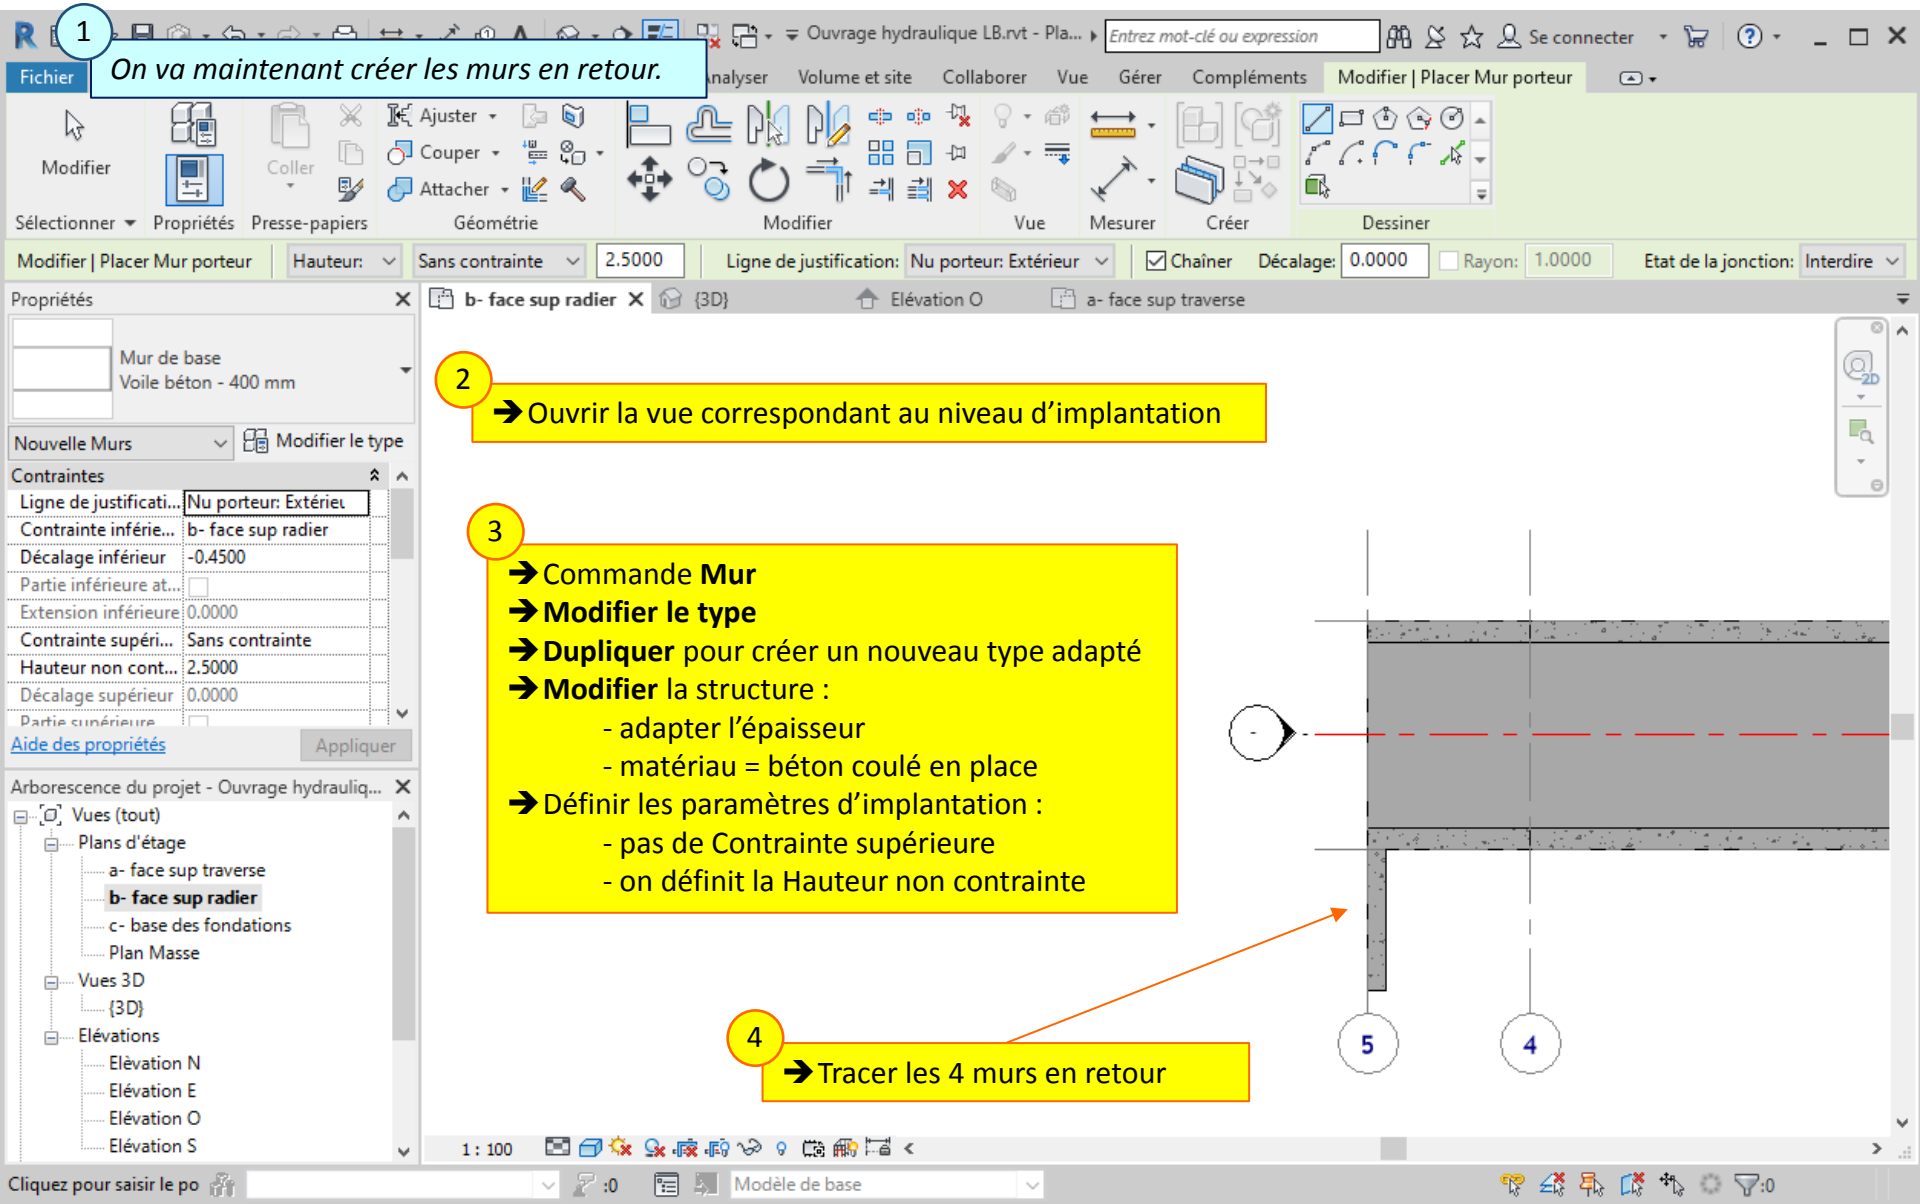 1
On va maintenant créer les murs en retour.
Ouvrage hydraulique LB.rvt - Pla...
Entrez mot-clé ou expression
Se connecter
Fichier
nalyser
Volume et site
Collaborer
Vue
Gérer
Compléments
Modifier | Placer Mur porteur
Modifier
Coller
Ajuster
Couper
Attacher
Sélectionner
Propriétés
Presse-papiers
Géométrie
Modifier
Vue
Mesurer
Créer
Dessiner
Modifier | Placer Mur porteur
Hauteur:
Sans contrainte
2.5000
Ligne de justification:
Nu porteur: Extérieur
Chaîner
Décalage:
0.0000
Rayon:
1.0000
Etat de la jonction:
Interdire
Propriétés
b- face sup radier
{3D}
Elévation O
a- face sup traverse
Mur de base
Voile béton - 400 mm
Nouvelle Murs
Modifier le type
Contraintes
Ligne de justificati... Nu porteur: Extérieu
Contrainte inférie... b- face sup radier
Décalage inférieur -0.4500
Partie inférieure at...
Extension inférieure 0.0000
Contrainte supéri... Sans contrainte
Hauteur non cont... 2.5000
Décalage supérieur 0.0000
Partie supérieure
Aide des propriétés
Appliquer
Arborescence du projet - Ouvrage hydrauliq...
Vues (tout)
Plans d'étage
a- face sup traverse
b- face sup radier
c- base des fondations
Plan Masse
Vues 3D
{3D}
Elévations
Elèvation N
Elévation E
Elévation O
Elévation S
2
➔ Ouvrir la vue correspondant au niveau d’implantation
3
➔ Commande Mur
➔ Modifier le type
➔ Dupliquer pour créer un nouveau type adapté
➔ Modifier la structure :
- adapter l’épaisseur
- matériau = béton coulé en place
➔ Définir les paramètres d’implantation :
- pas de Contrainte supérieure
- on définit la Hauteur non contrainte
4
➔ Tracer les 4 murs en retour
2D
-
5
4
1 : 100
Cliquez pour saisir le po
:0
Modèle de base
:0